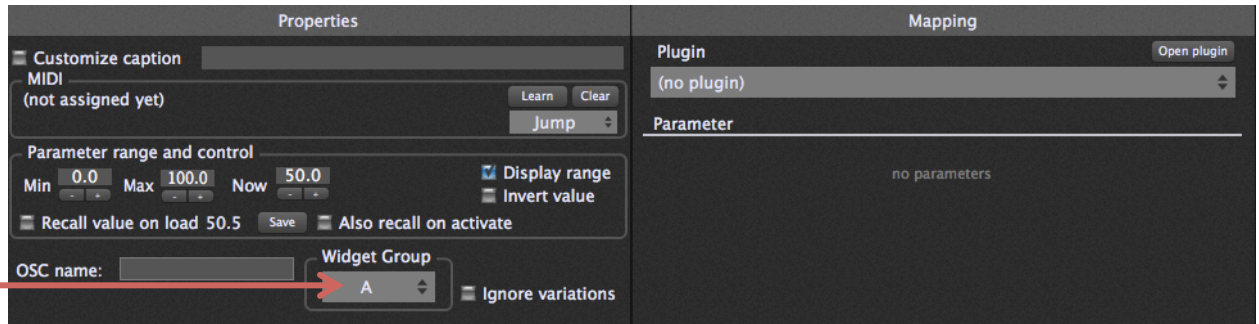 Properties
Customize caption
MIDI
(not assigned yet)
Learn Clear
Jump
Parameter range and control
Min 0.0 Max 100.0 Now 50.0
- + - + - +
Display range
Invert value
Recall value on load 50.5 Save Also recall on activate
OSC name:
Widget Group
A
Ignore variations
Mapping
Plugin Open plugin
(no plugin)
Parameter
no parameters